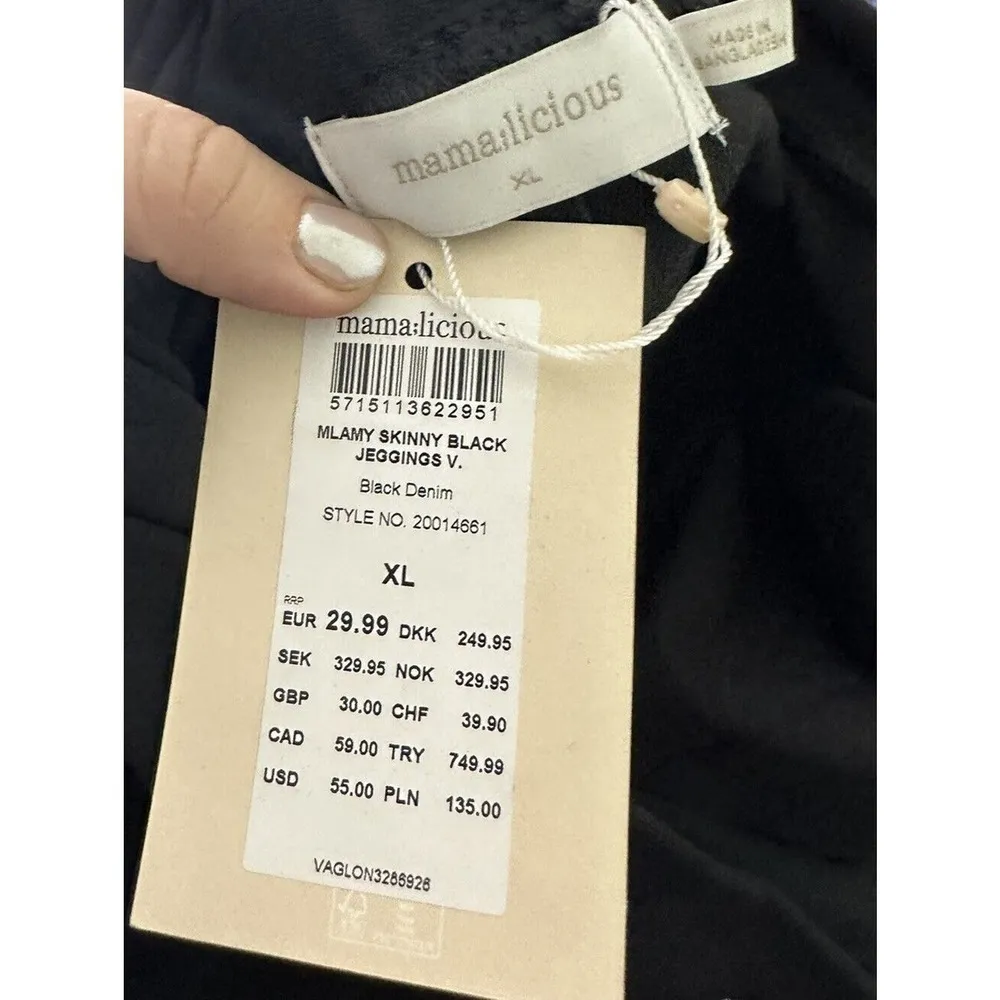 MADE IN
BANGLADESH
mama;licious
XL
mama;licious
5715113622951
MLAMY SKINNY BLACK
JEGGINGS V.
Black Denim
STYLE NO. 20014661
XL
RRP
EUR 29.99 DKK 249.95
SEK 329.95 NOK 329.95
GBP 30.00 CHF 39.90
CAD 59.00 TRY 749.99
USD 55.00 PLN 135.00
VAGLON3286926
FSC